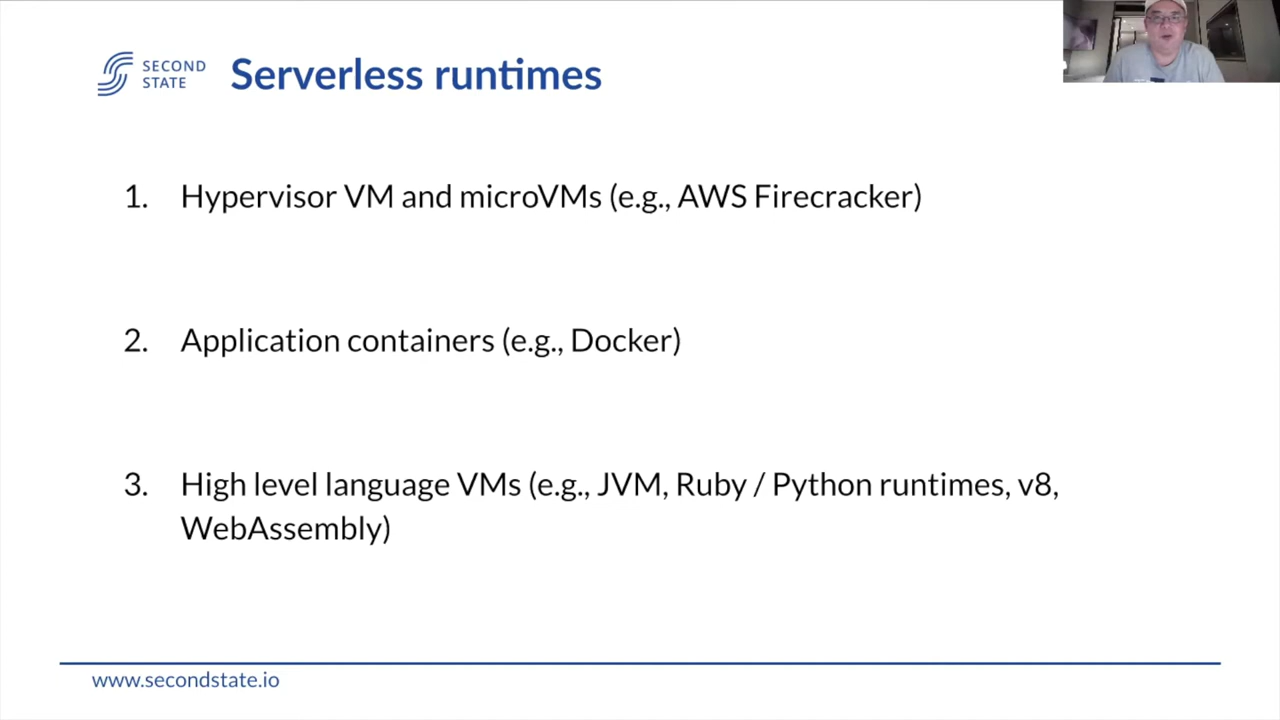 SECOND
STATE
Serverless runtimes
1. Hypervisor VM and microVMs (e.g., AWS Firecracker)
2. Application containers (e.g., Docker)
3. High level language VMs (e.g., JVM, Ruby / Python runtimes, v8,
WebAssembly)
www.secondstate.io